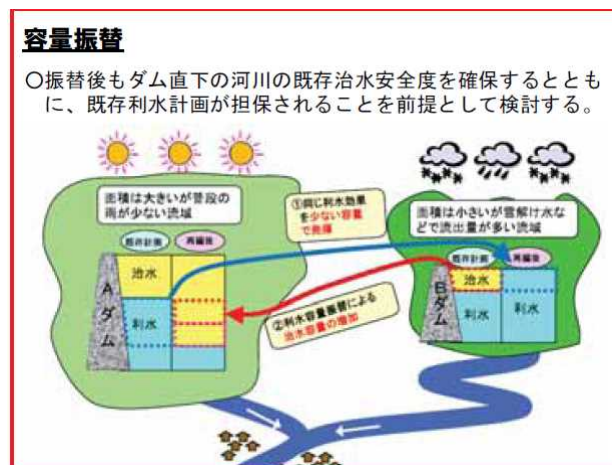 容量振替
○振替後もダム直下の河川の既存治水安全度を確保するととも
に、既存利水計画が担保されることを前提として検討する。
面積は大きいが普段の
雨が少ない流域
既存計画
再編後
治水
利水
Aダム
①同じ利水効果
を少ない容量
で発揮
②利水容量振替による
治水容量の増加
面積は小さいが雪解け水な
どで流出量が多い流域
既存計画
再編後
治水
利水
利水
Bダム